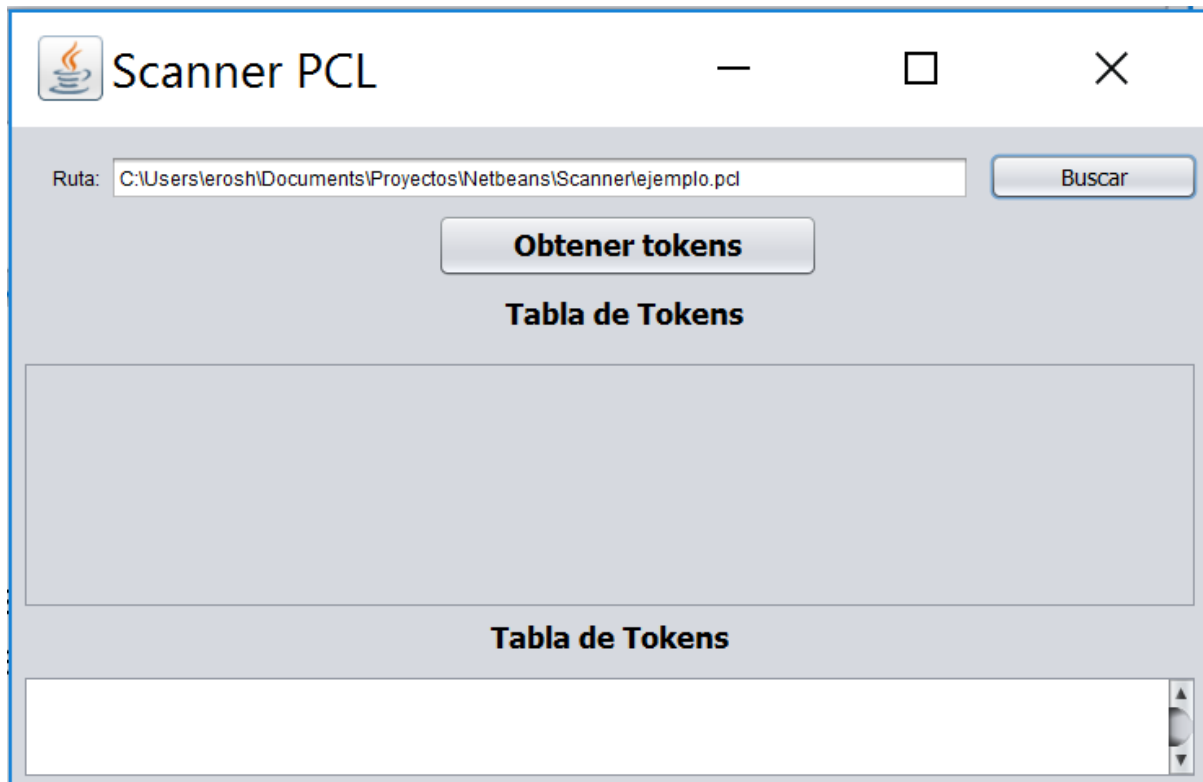 Scanner PCL
Ruta: C:\Users\erosh\Documents\Proyectos\Netbeans\Scanner\ejemplo.pcl Buscar
Obtener tokens
Tabla de Tokens
Tabla de Tokens